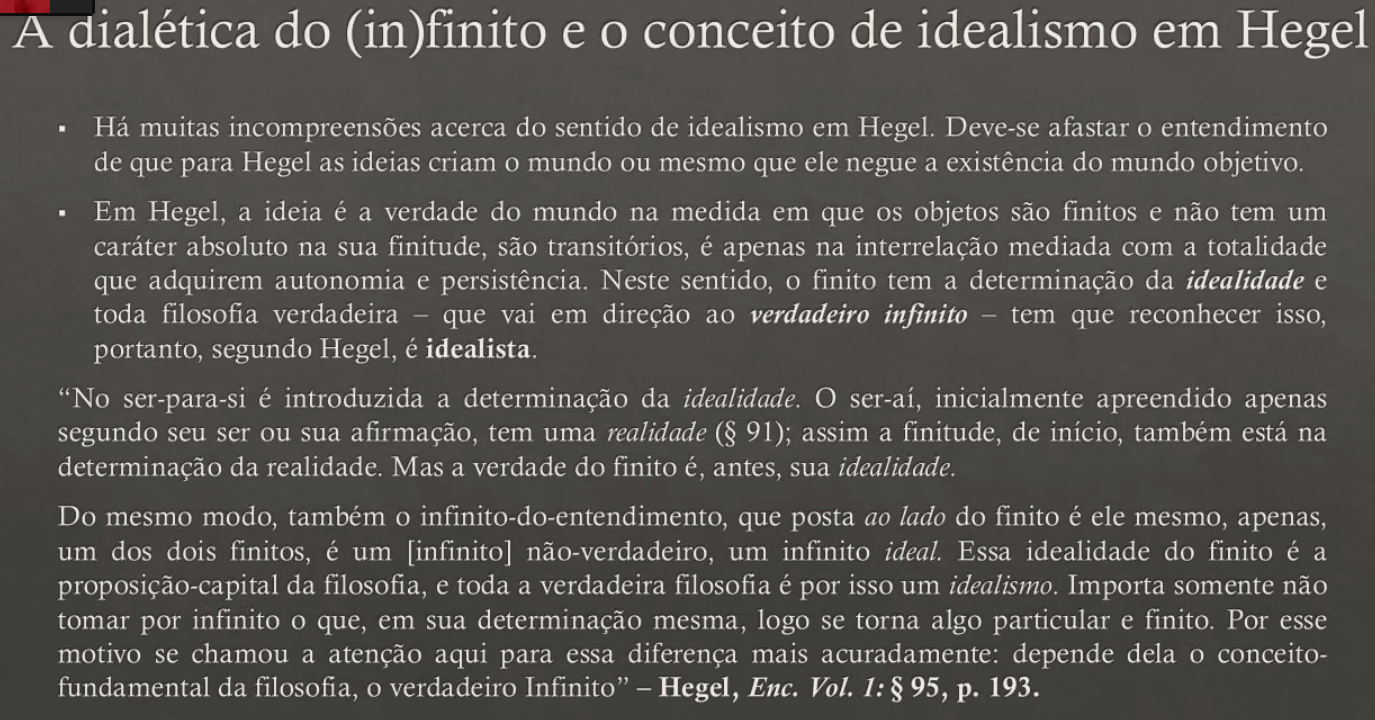 A dialética do (in)finito e o conceito de idealismo em Hegel
▪ Há muitas incompreensões acerca do sentido de idealismo em Hegel. Deve-se afastar o entendimento
de que para Hegel as ideias criam o mundo ou mesmo que ele negue a existência do mundo objetivo.
▪ Em Hegel, a ideia é a verdade do mundo na medida em que os objetos são finitos e não tem um
caráter absoluto na sua finitude, são transitórios, é apenas na interrelação mediada com a totalidade
que adquirem autonomia e persistência. Neste sentido, o finito tem a determinação da idealidade e
toda filosofia verdadeira – que vai em direção ao verdadeiro infinito – tem que reconhecer isso,
portanto, segundo Hegel, é idealista.
“No ser-para-si é introduzida a determinação da idealidade. O ser-aí, inicialmente apreendido apenas
segundo seu ser ou sua afirmação, tem uma realidade (§ 91); assim a finitude, de início, também está na
determinação da realidade. Mas a verdade do finito é, antes, sua idealidade.
Do mesmo modo, também o infinito-do-entendimento, que posta ao lado do finito é ele mesmo, apenas,
um dos dois finitos, é um [infinito] não-verdadeiro, um infinito ideal. Essa idealidade do finito é a
proposição-capital da filosofia, e toda a verdadeira filosofia é por isso um idealismo. Importa somente não
tomar por infinito o que, em sua determinação mesma, logo se torna algo particular e finito. Por esse
motivo se chamou a atenção aqui para essa diferença mais acuradamente: depende dela o conceito-
fundamental da filosofia, o verdadeiro Infinito” – Hegel, Enc. Vol. 1: § 95, p. 193.